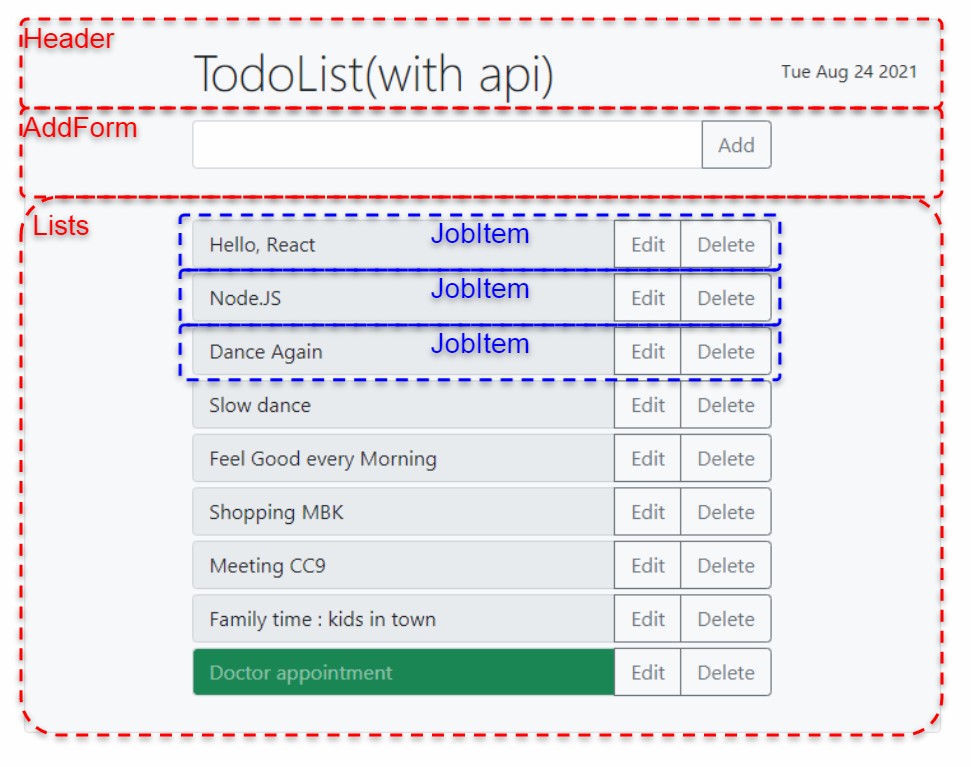 Header
TodoList(with api)
Tue Aug 24 2021
AddForm
Add
Lists
Hello, React JobItem Edit Delete
Node.JS JobItem Edit Delete
Dance Again JobItem Edit Delete
Slow dance Edit Delete
Feel Good every Morning Edit Delete
Shopping MBK Edit Delete
Meeting CC9 Edit Delete
Family time : kids in town Edit Delete
Doctor appointment Edit Delete